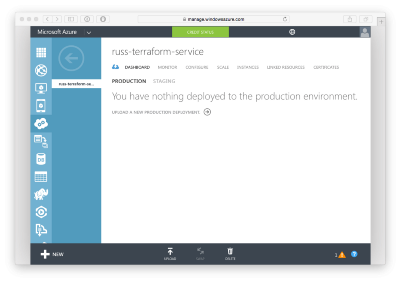 manage.windowsazure.com
Microsoft Azure
russ-terraform-service
russ-terraform-se...
DASHBOARD MONITOR CONFIGURE SCALE INSTANCES LINKED RESOURCES CERTIFICATES
PRODUCTION STAGING
You have nothing deployed to the production environment.
UPLOAD A NEW PRODUCTION DEPLOYMENT
NEW
UPLOAD
DELETE